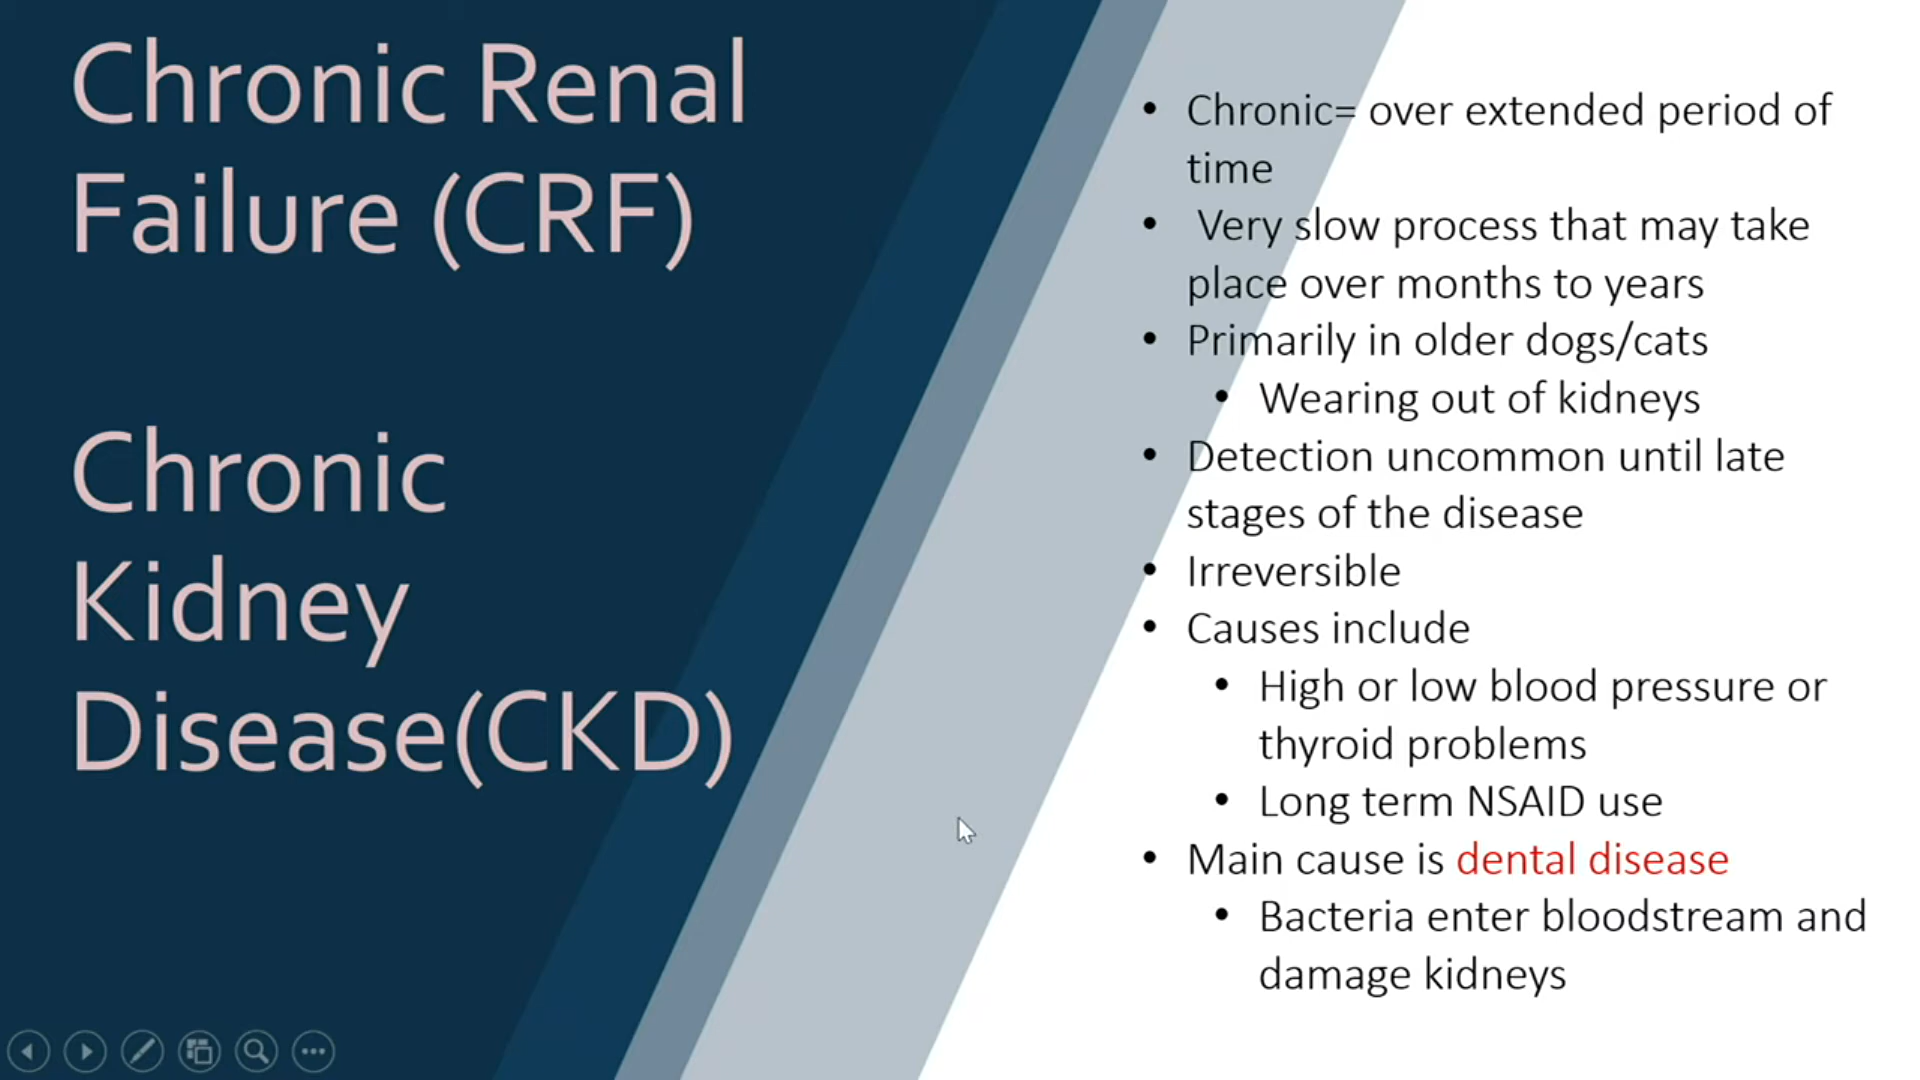 Chronic Renal
Failure (CRF)
Chronic
Kidney
Disease(CKD)
• Chronic= over extended period of
time
• Very slow process that may take
place over months to years
• Primarily in older dogs/cats
• Wearing out of kidneys
• Detection uncommon until late
stages of the disease
• Irreversible
• Causes include
• High or low blood pressure or
thyroid problems
• Long term NSAID use
• Main cause is dental disease
• Bacteria enter bloodstream and
damage kidneys